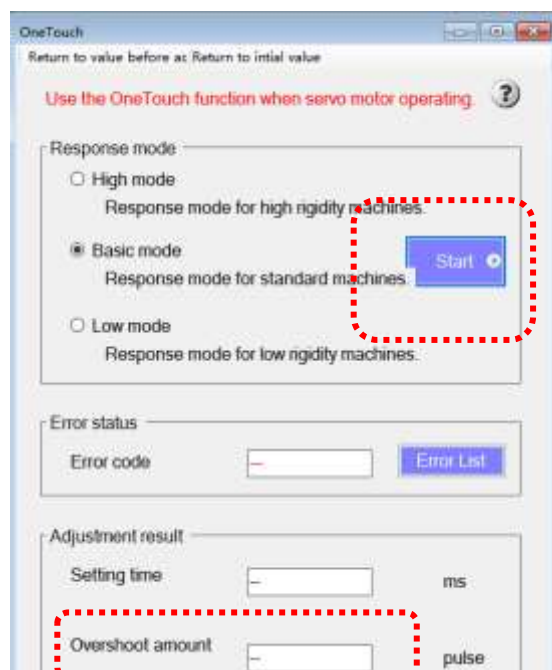 OneTouch
Return to value before ac Return to intial value
Use the OneTouch function when servo motor operating. ?
Response mode
High mode
Response mode for high rigidity machines.
Basic mode
Start
Response mode for standard machines.
Low mode
Response mode for low rigidity machines.
Error status
Error code -- Error List
Adjustment result
Setting time -- ms
Overshoot amount -- pulse